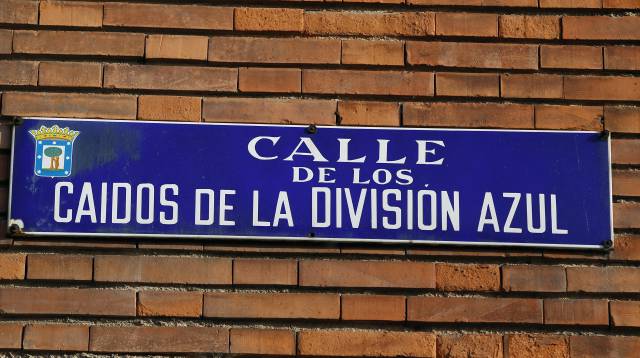 CALLE
DE LOS
CAIDOS DE LA DIVISIÓN AZUL